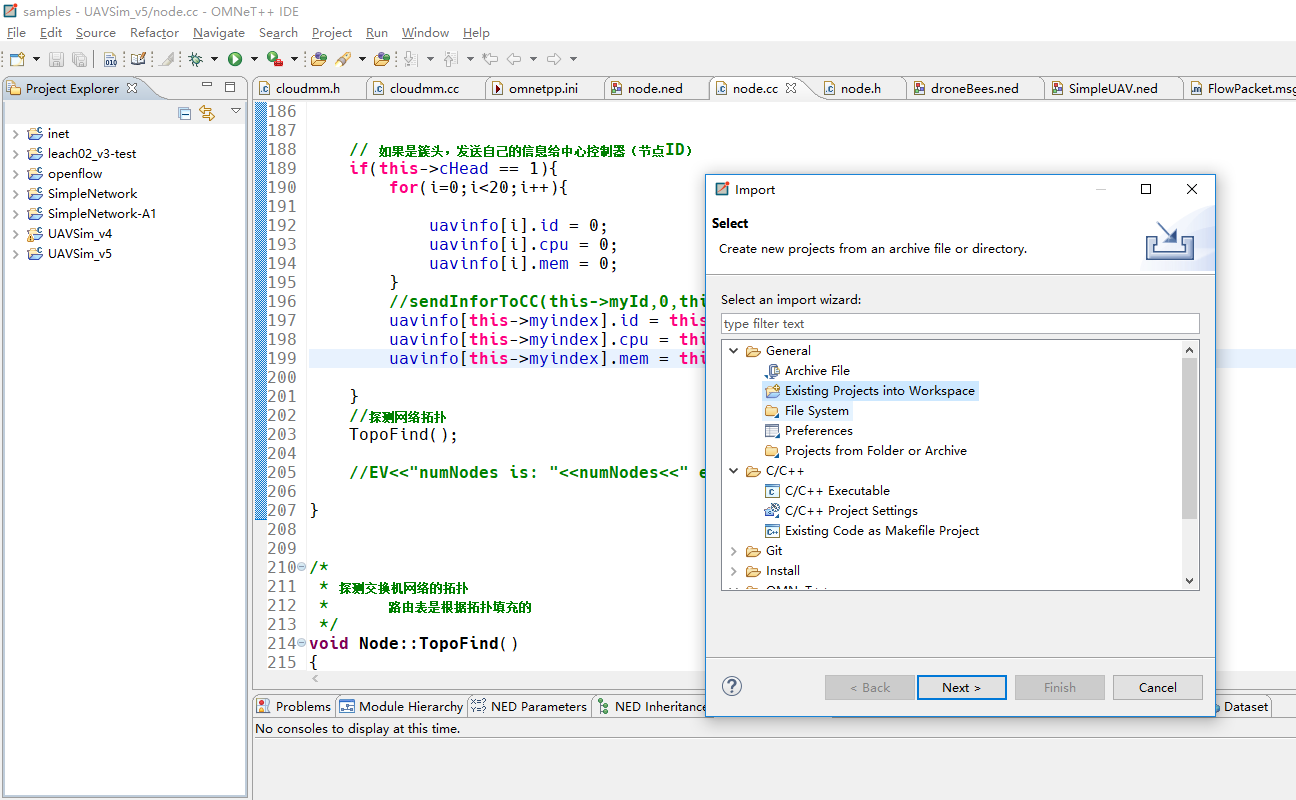 samples - UAVSim_v5/node.cc - OMNeT++ IDE
File Edit Source Refactor Navigate Search Project Run Window Help
Project Explorer
cloudmm.h cloudmm.cc omnetpp.ini node.ned node.cc node.h droneBees.ned SimpleUAV.ned FlowPacket.msg
inet
leach02_v3-test
openflow
SimpleNetwork
SimpleNetwork-A1
UAVSim_v4
UAVSim_v5
186
187
188 // 如果是簇头，发送自己的信息给中心控制器（节点ID）
189 if(this->cHead == 1){
190 for(i=0;i<20;i++){
191
192 uavinfo[i].id = 0;
193 uavinfo[i].cpu = 0;
194 uavinfo[i].mem = 0;
195 }
196 //sendInforToCC(this->myId,0,thi
197 uavinfo[this->myindex].id = this
198 uavinfo[this->myindex].cpu = thi
199 uavinfo[this->myindex].mem = thi
200
201 }
202 //探测网络拓扑
203 TopoFind();
204
205 //EV<<"numNodes is: "<<numNodes<<" e
206
207 }
208
209
210 /*
211 * 探测交换机网络的拓扑
212 * 路由表是根据拓扑填充的
213 */
214 void Node::TopoFind()
215 {
Import
Select
Create new projects from an archive file or directory.
Select an import wizard:
type filter text
General
Archive File
Existing Projects into Workspace
File System
Preferences
Projects from Folder or Archive
C/C++
C/C++ Executable
C/C++ Project Settings
Existing Code as Makefile Project
Git
Install
OMNeT++
? < Back Next > Finish Cancel
Problems Module Hierarchy NED Parameters NED Inheritance Dataset
No consoles to display at this time.